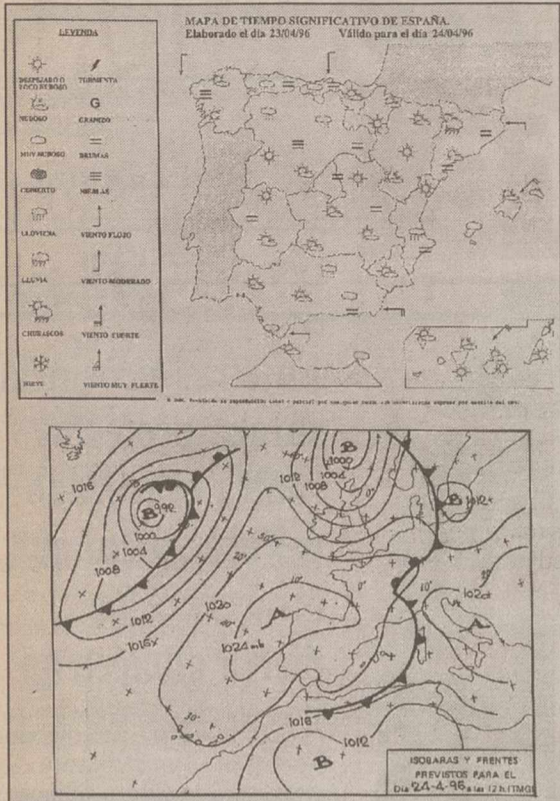 MAPA DE TIEMPO SIGNIFICATIVO DE ESPAÑA.
Elaborado el día 23/04/96 Válido para el día 24/04/96
LEYENDA
DESPEJADO O POCO NUBOSO
TORMENTA
NUBOSO
G
GRANIZO
MUY NUBOSO
BRUMAS
CUBIERTO
NIEBLAS
LLOVIZNA
VIENTO FLOJO
LLUVIA
VIENTO MODERADO
CHUBASCOS
VIENTO FUERTE
NIEVE
VIENTO MUY FUERTE
1016
B 992
1000
1004
1008
1012
1016
B
1000
1004
1008
1012
B
1012
1020
A
1024 mb
1020
A
1016
B
1012
ISOBARAS Y FRENTES
PREVISTOS PARA EL
Día 24-4-96 a las 12 h. (TMG)